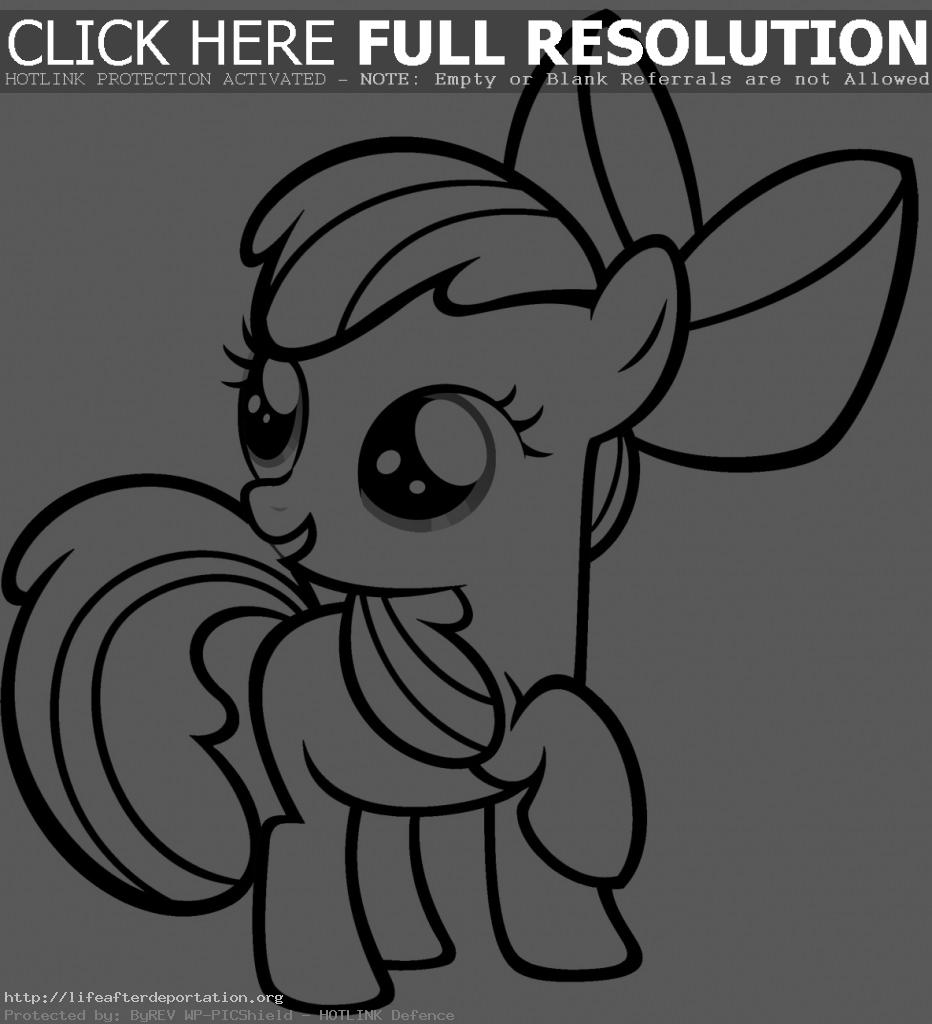 CLICK HERE FULL RESOLUTION
HOTLINK PROTECTION ACTIVATED - NOTE: Empty or Blank Referrals are not Allowed
http://lifeafterdeportation.org
Protected by: ByREV WP-PICShield - HOTLINK Defence